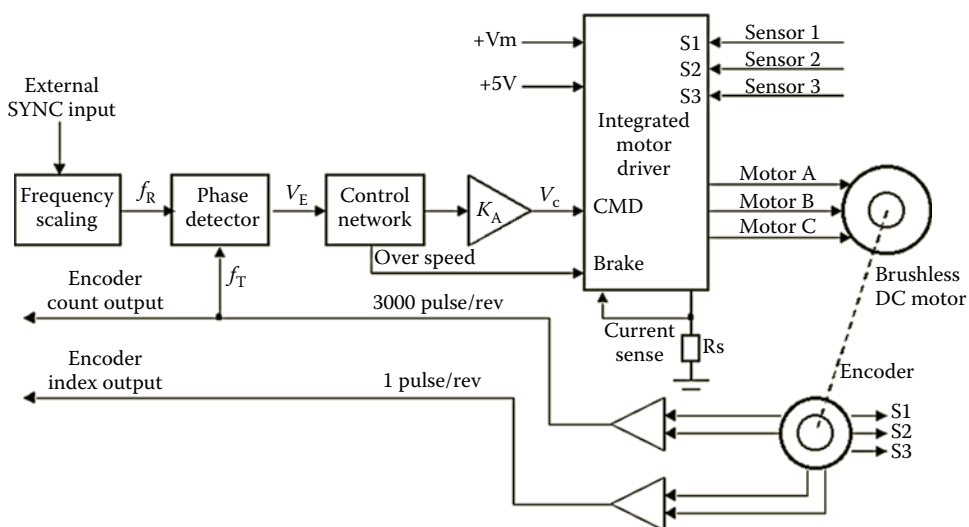 +Vm
+5V
S1
S2
S3
Sensor 1
Sensor 2
Sensor 3
Integrated
motor
driver
External
SYNC input
Frequency
scaling
f_R
Phase
detector
V_E
Control
network
K_A
V_c
CMD
Brake
Over speed
Motor A
Motor B
Motor C
Brushless
DC motor
f_T
Encoder
count output
3000 pulse/rev
Current
sense
Rs
Encoder
index output
1 pulse/rev
Encoder
S1
S2
S3